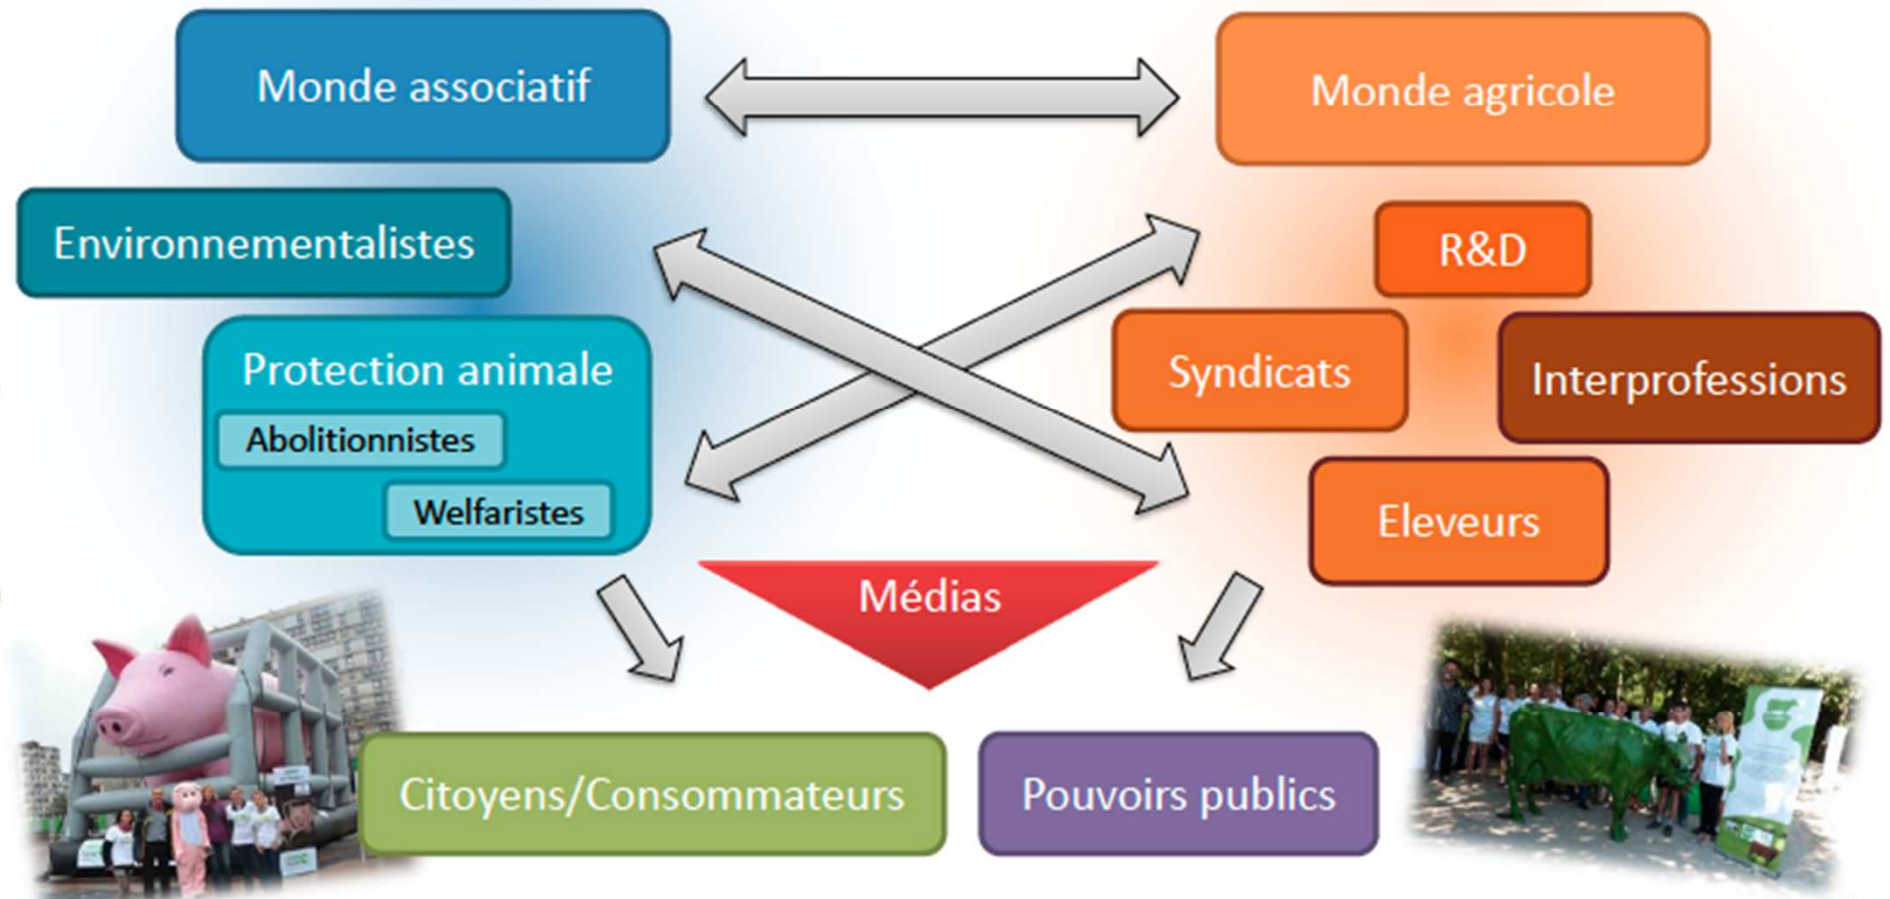 Monde associatif
Monde agricole
Environnementalistes
R&D
Protection animale
Syndicats
Interprofessions
Abolitionnistes
Welfaristes
Eleveurs
Médias
Citoyens/Consommateurs
Pouvoirs publics